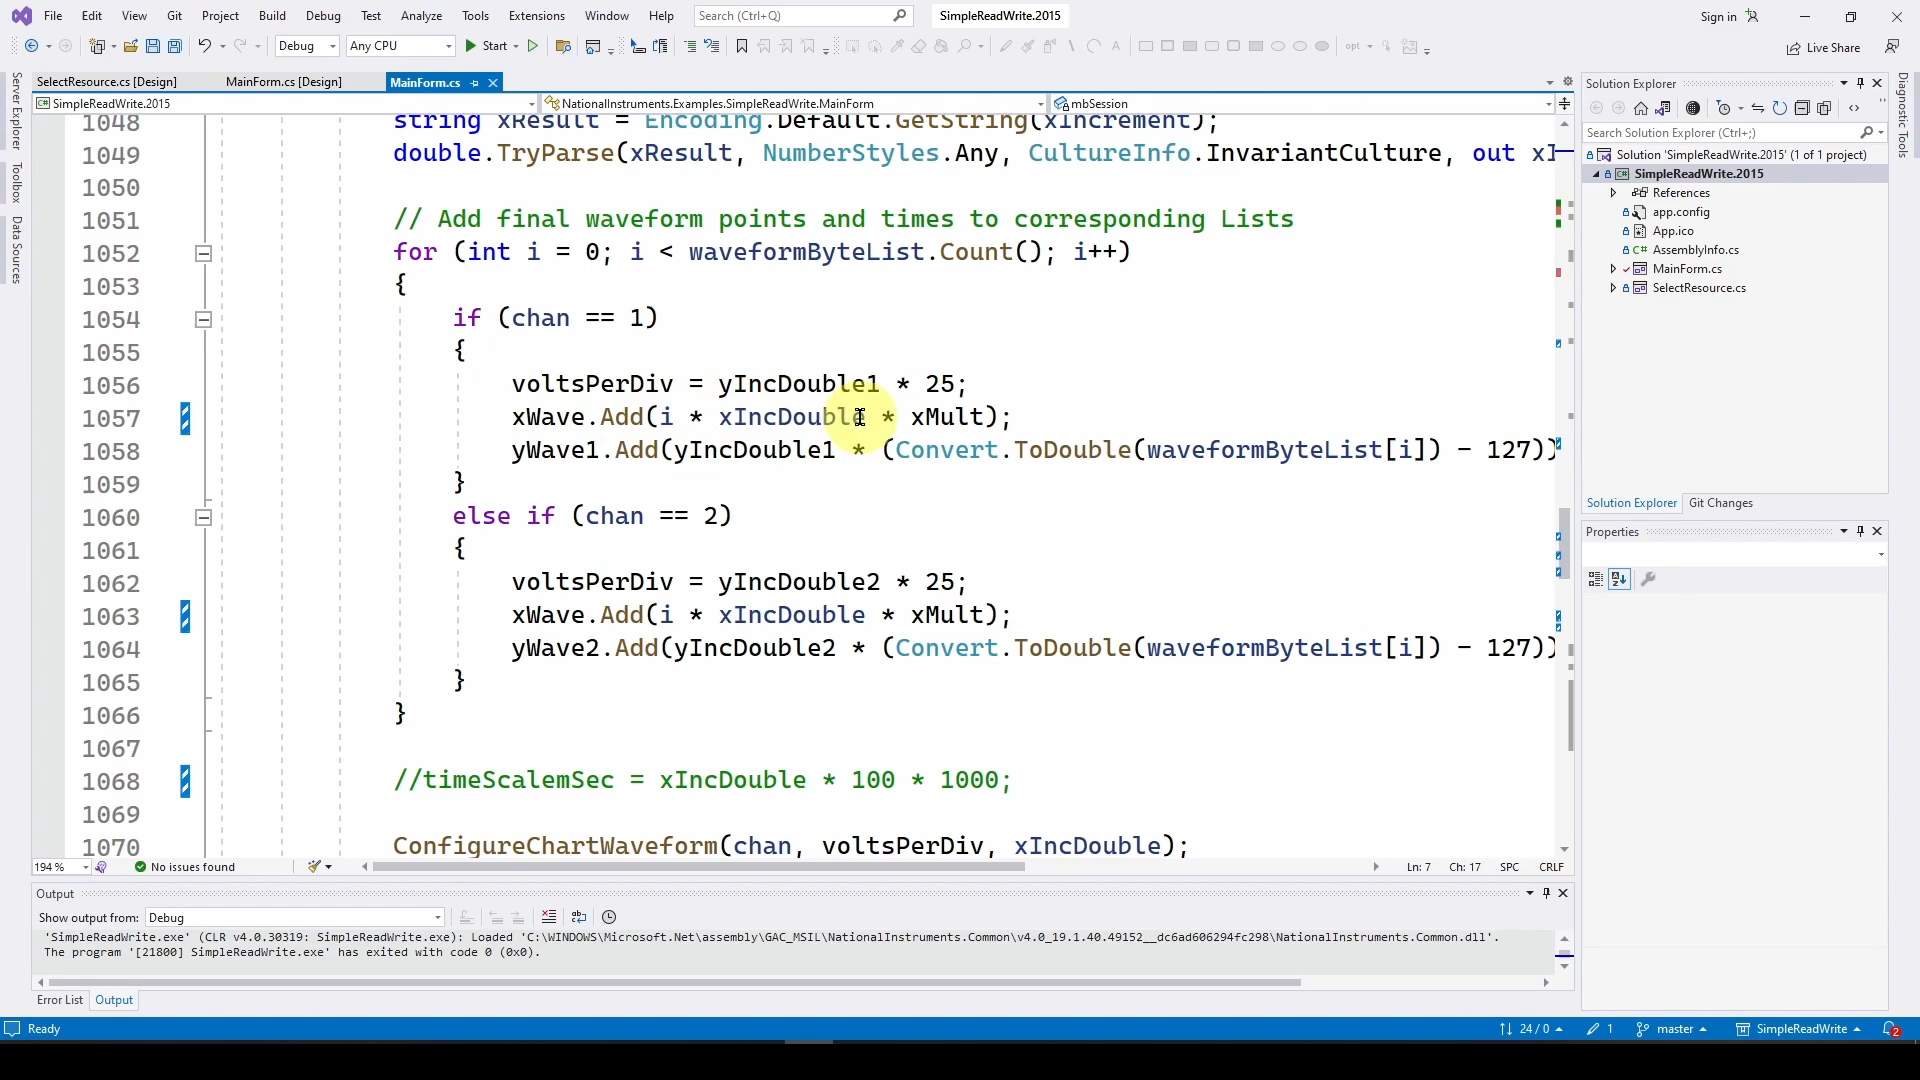 File Edit View Git Project Build Debug Test Analyze Tools Extensions Window Help Search (Ctrl+Q) SimpleReadWrite.2015 Sign in
Debug Any CPU Start opt Live Share
SelectResource.cs [Design] MainForm.cs [Design] MainForm.cs
SimpleReadWrite.2015 NationalInstruments.Examples.SimpleReadWrite.MainForm mbSession
Server Explorer
Toolbox
Data Sources
1048 string xResult = Encoding.Default.GetString(xIncrement);
1049 double.TryParse(xResult, NumberStyles.Any, CultureInfo.InvariantCulture, out xI
1050
1051 // Add final waveform points and times to corresponding Lists
1052 for (int i = 0; i < waveformByteList.Count(); i++)
1053 {
1054 if (chan == 1)
1055 {
1056 voltsPerDiv = yIncDouble1 * 25;
1057 xWave.Add(i * xIncDouble * xMult);
1058 yWave1.Add(yIncDouble1 * (Convert.ToDouble(waveformByteList[i]) - 127))
1059 }
1060 else if (chan == 2)
1061 {
1062 voltsPerDiv = yIncDouble2 * 25;
1063 xWave.Add(i * xIncDouble * xMult);
1064 yWave2.Add(yIncDouble2 * (Convert.ToDouble(waveformByteList[i]) - 127))
1065 }
1066 }
1067
1068 //timeScalemSec = xIncDouble * 100 * 1000;
1069
1070 ConfigureChartWaveform(chan, voltsPerDiv, xIncDouble);
194 % No issues found Ln: 7 Ch: 17 SPC CRLF
Output
Show output from: Debug
'SimpleReadWrite.exe' (CLR v4.0.30319: SimpleReadWrite.exe): Loaded 'C:\WINDOWS\Microsoft.Net\assembly\GAC_MSIL\NationalInstruments.Common\v4.0_19.1.40.49152__dc6ad606294fc298\NationalInstruments.Common.dll'.
The program '[21800] SimpleReadWrite.exe' has exited with code 0 (0x0).
Error List Output
Solution Explorer
Search Solution Explorer (Ctrl+;)
Solution 'SimpleReadWrite.2015' (1 of 1 project)
C# SimpleReadWrite.2015
References
app.config
App.ico
C# AssemblyInfo.cs
MainForm.cs
SelectResource.cs
Solution Explorer Git Changes
Properties
Diagnostic Tools
Ready 24 / 0 1 master SimpleReadWrite 2